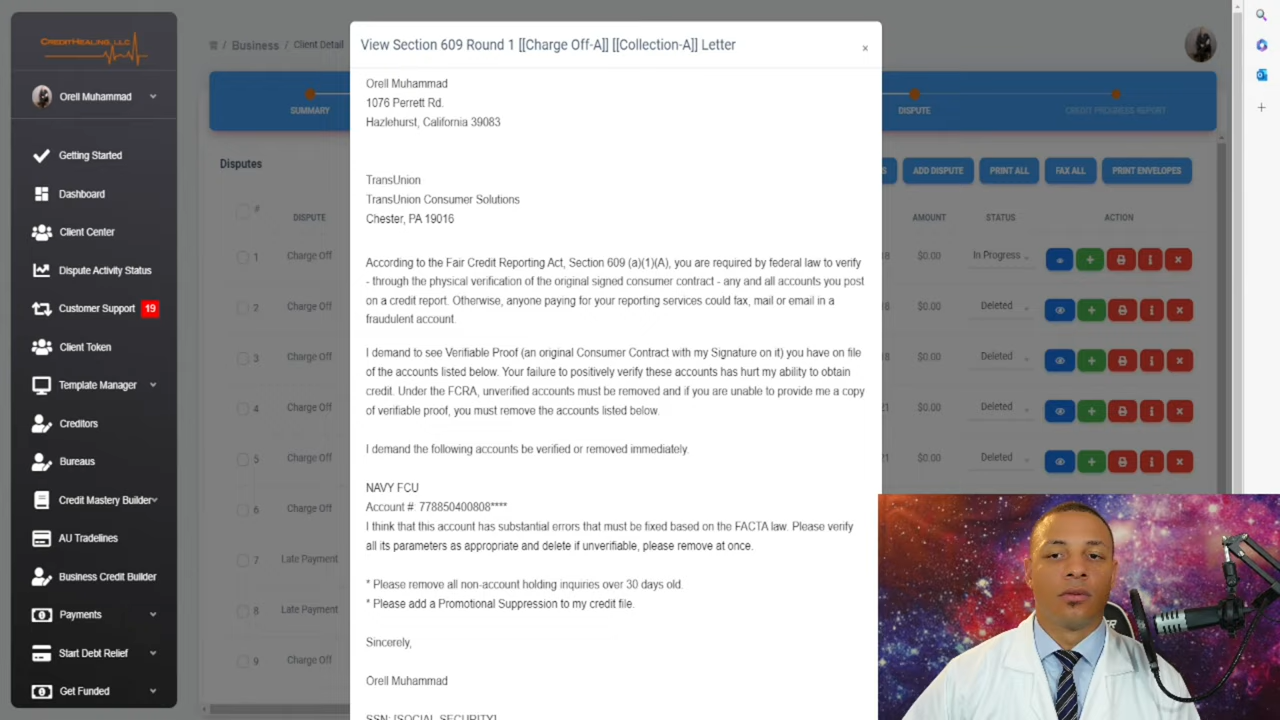 CREDITHEALING, LLC
Orell Muhammad
Getting Started
Dashboard
Client Center
Dispute Activity Status
Customer Support 19
Client Token
Template Manager
Creditors
Bureaus
Credit Mastery Builder
AU Tradelines
Business Credit Builder
Payments
Start Debt Relief
Get Funded
/ Business / Client Detail
SUMMARY
DISPUTE
CREDIT PROGRESS REPORT
Disputes
S ADD DISPUTE PRINT ALL FAX ALL PRINT ENVELOPES
# DISPUTE
AMOUNT STATUS ACTION
1 Charge Off
18 $0.00 In Progress
2 Charge Off
18 $0.00 Deleted
3 Charge Off
18 $0.00 Deleted
4 Charge Off
21 $0.00 Deleted
5 Charge Off
21 $0.00 Deleted
6 Charge Off
7 Late Payment
8 Late Payment
9 Charge Off
View Section 609 Round 1 [[Charge Off-A]] [[Collection-A]] Letter
×
Orell Muhammad
1076 Perrett Rd.
Hazlehurst, California 39083
TransUnion
TransUnion Consumer Solutions
Chester, PA 19016
According to the Fair Credit Reporting Act, Section 609 (a)(1)(A), you are required by federal law to verify
- through the physical verification of the original signed consumer contract - any and all accounts you post
on a credit report. Otherwise, anyone paying for your reporting services could fax, mail or email in a
fraudulent account.
I demand to see Verifiable Proof (an original Consumer Contract with my Signature on it) you have on file
of the accounts listed below. Your failure to positively verify these accounts has hurt my ability to obtain
credit. Under the FCRA, unverified accounts must be removed and if you are unable to provide me a copy
of verifiable proof, you must remove the accounts listed below.
I demand the following accounts be verified or removed immediately.
NAVY FCU
Account #: 778850400808****
I think that this account has substantial errors that must be fixed based on the FACTA law. Please verify
all its parameters as appropriate and delete if unverifiable, please remove at once.
* Please remove all non-account holding inquiries over 30 days old.
* Please add a Promotional Suppression to my credit file.
Sincerely,
Orell Muhammad
SSN: [SOCIAL SECURITY]